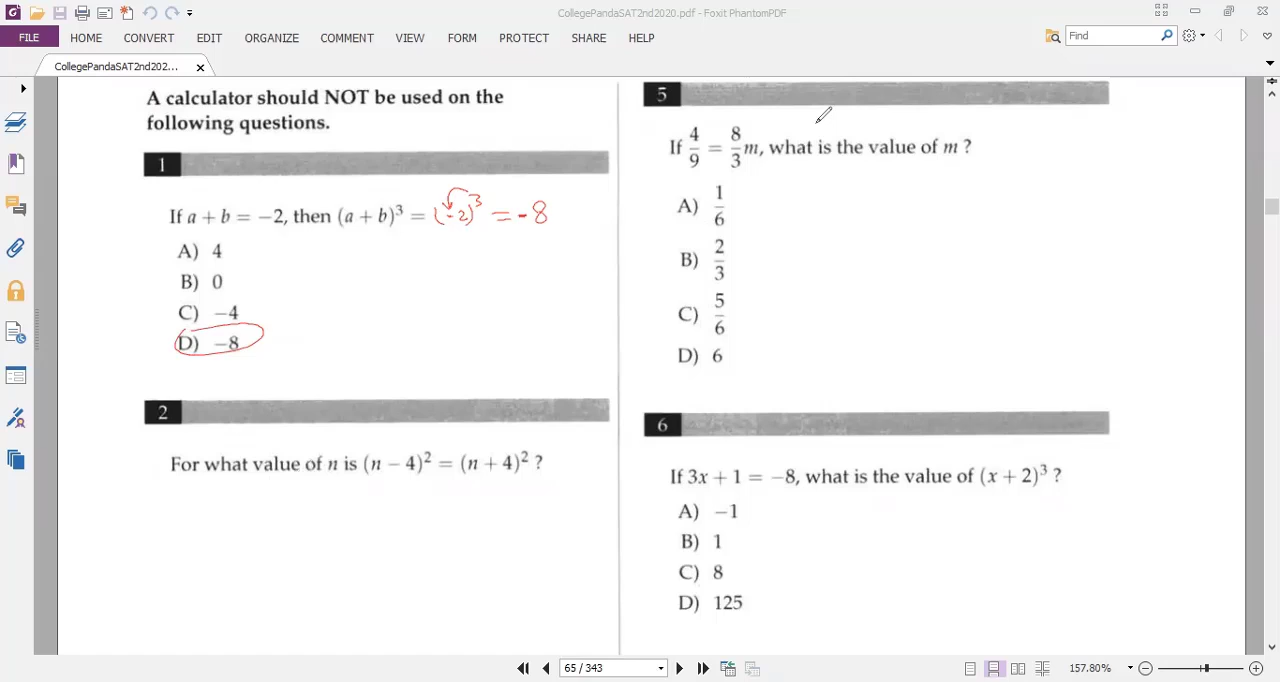 CollegePandaSAT2nd2020.pdf - Foxit PhantomPDF
FILE HOME CONVERT EDIT ORGANIZE COMMENT VIEW FORM PROTECT SHARE HELP
Find
CollegePandaSAT2nd202... ×
A calculator should NOT be used on the
following questions.
1
If a + b = −2, then (a + b)³ = (-2)³ = -8
A) 4
B) 0
C) −4
D) −8
2
For what value of n is (n − 4)² = (n + 4)² ?
5
If 4/9 = 8/3 m, what is the value of m ?
A) 1/6
B) 2/3
C) 5/6
D) 6
6
If 3x + 1 = −8, what is the value of (x + 2)³ ?
A) −1
B) 1
C) 8
D) 125
65 / 343
157.80%